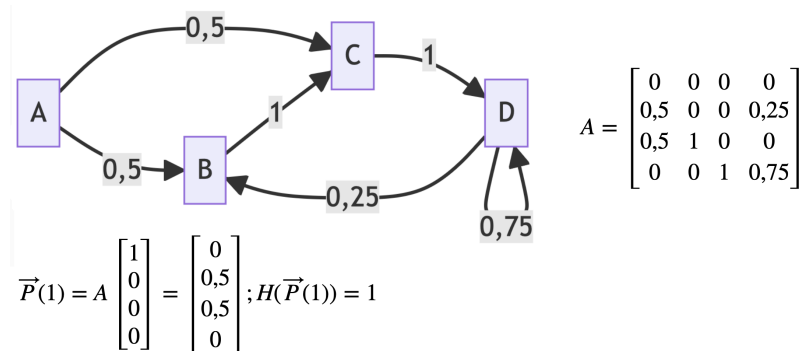 0,5
C
1
A
D
B
1
0,5
0,25
0,75
A = [ 0 0 0 0
0,5 0 0 0,25
0,5 1 0 0
0 0 1 0,75 ]
P⃗(1) = A [ 1 0 0 0 ] = [ 0 0,5 0,5 0 ] ; H(P⃗(1)) = 1